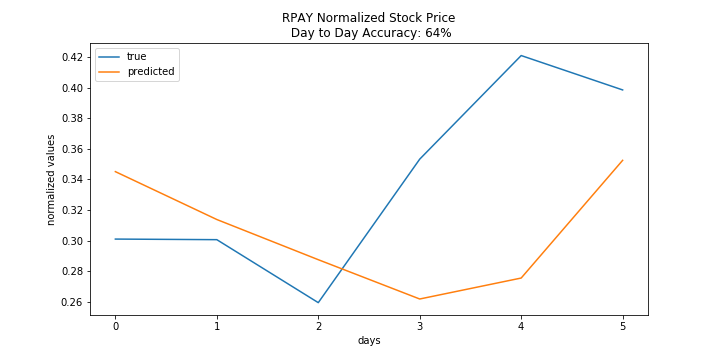 RPAY Normalized Stock Price
Day to Day Accuracy: 64%
true
predicted
0.42
0.40
0.38
0.36
0.34
0.32
0.30
0.28
0.26
normalized values
0 1 2 3 4 5
days